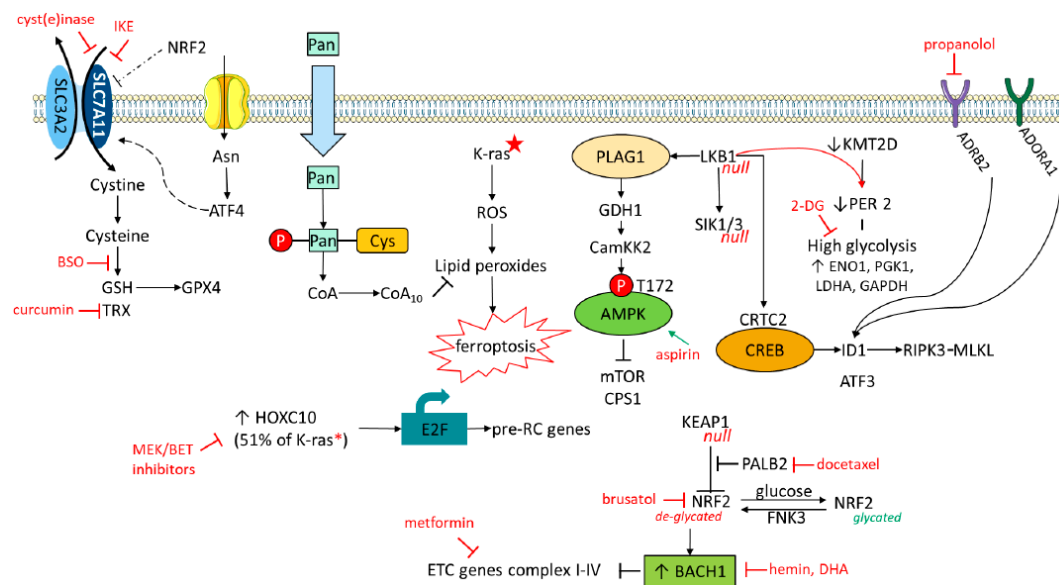 cyst(e)inase
IKE
NRF2
SLC3A2
SLC7A11
Cystine
Cysteine
BSO
GSH
GPX4
curcumin
TRX
Asn
ATF4
Pan
Pan
P
Pan
Cys
CoA
CoA10
K-ras
ROS
Lipid peroxides
ferroptosis
PLAG1
LKB1
null
GDH1
SIK1/3
null
CamKK2
P
T172
AMPK
aspirin
mTOR
CPS1
↓KMT2D
2-DG
↓PER 2
High glycolysis
↑ ENO1, PGK1,
LDHA, GAPDH
propanolol
ADRB2
ADORA1
CRTC2
CREB
ID1
RIPK3-MLKL
ATF3
↑ HOXC10
(51% of K-ras*)
MEK/BET
inhibitors
E2F
pre-RC genes
KEAP1
null
PALB2
docetaxel
brusatol
NRF2
de-glycated
glucose
FNK3
NRF2
glycated
metformin
ETC genes complex I-IV
↑ BACH1
hemin, DHA